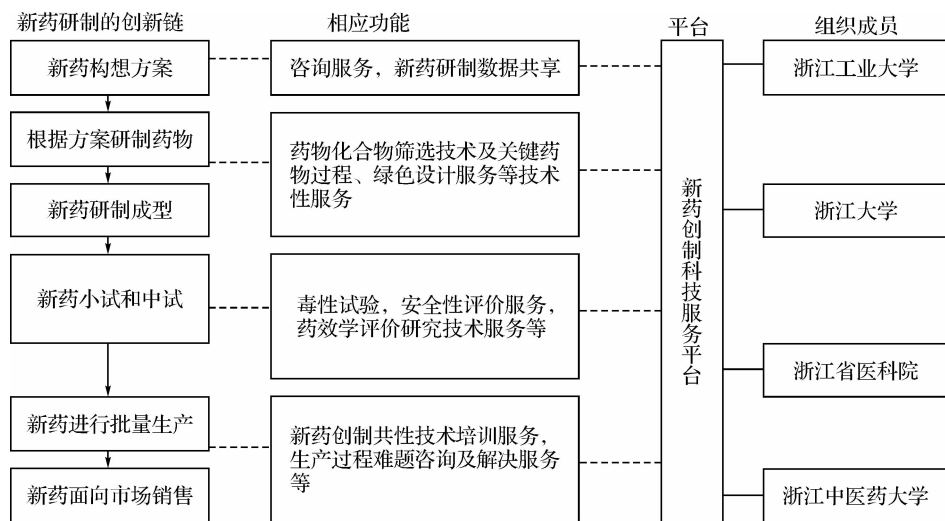 新药研制的创新链
相应功能
平台
组织成员
新药构想方案
咨询服务，新药研制数据共享
浙江工业大学
根据方案研制药物
药物化合物筛选技术及关键药
物过程、绿色设计服务等技术
性服务
新药研制成型
浙江大学
新药创制科技服务平台
新药小试和中试
毒性试验，安全性评价服务，
药效学评价研究技术服务等
浙江省医科院
新药进行批量生产
新药创制共性技术培训服务，
生产过程难题咨询及解决服务
等
新药面向市场销售
浙江中医药大学